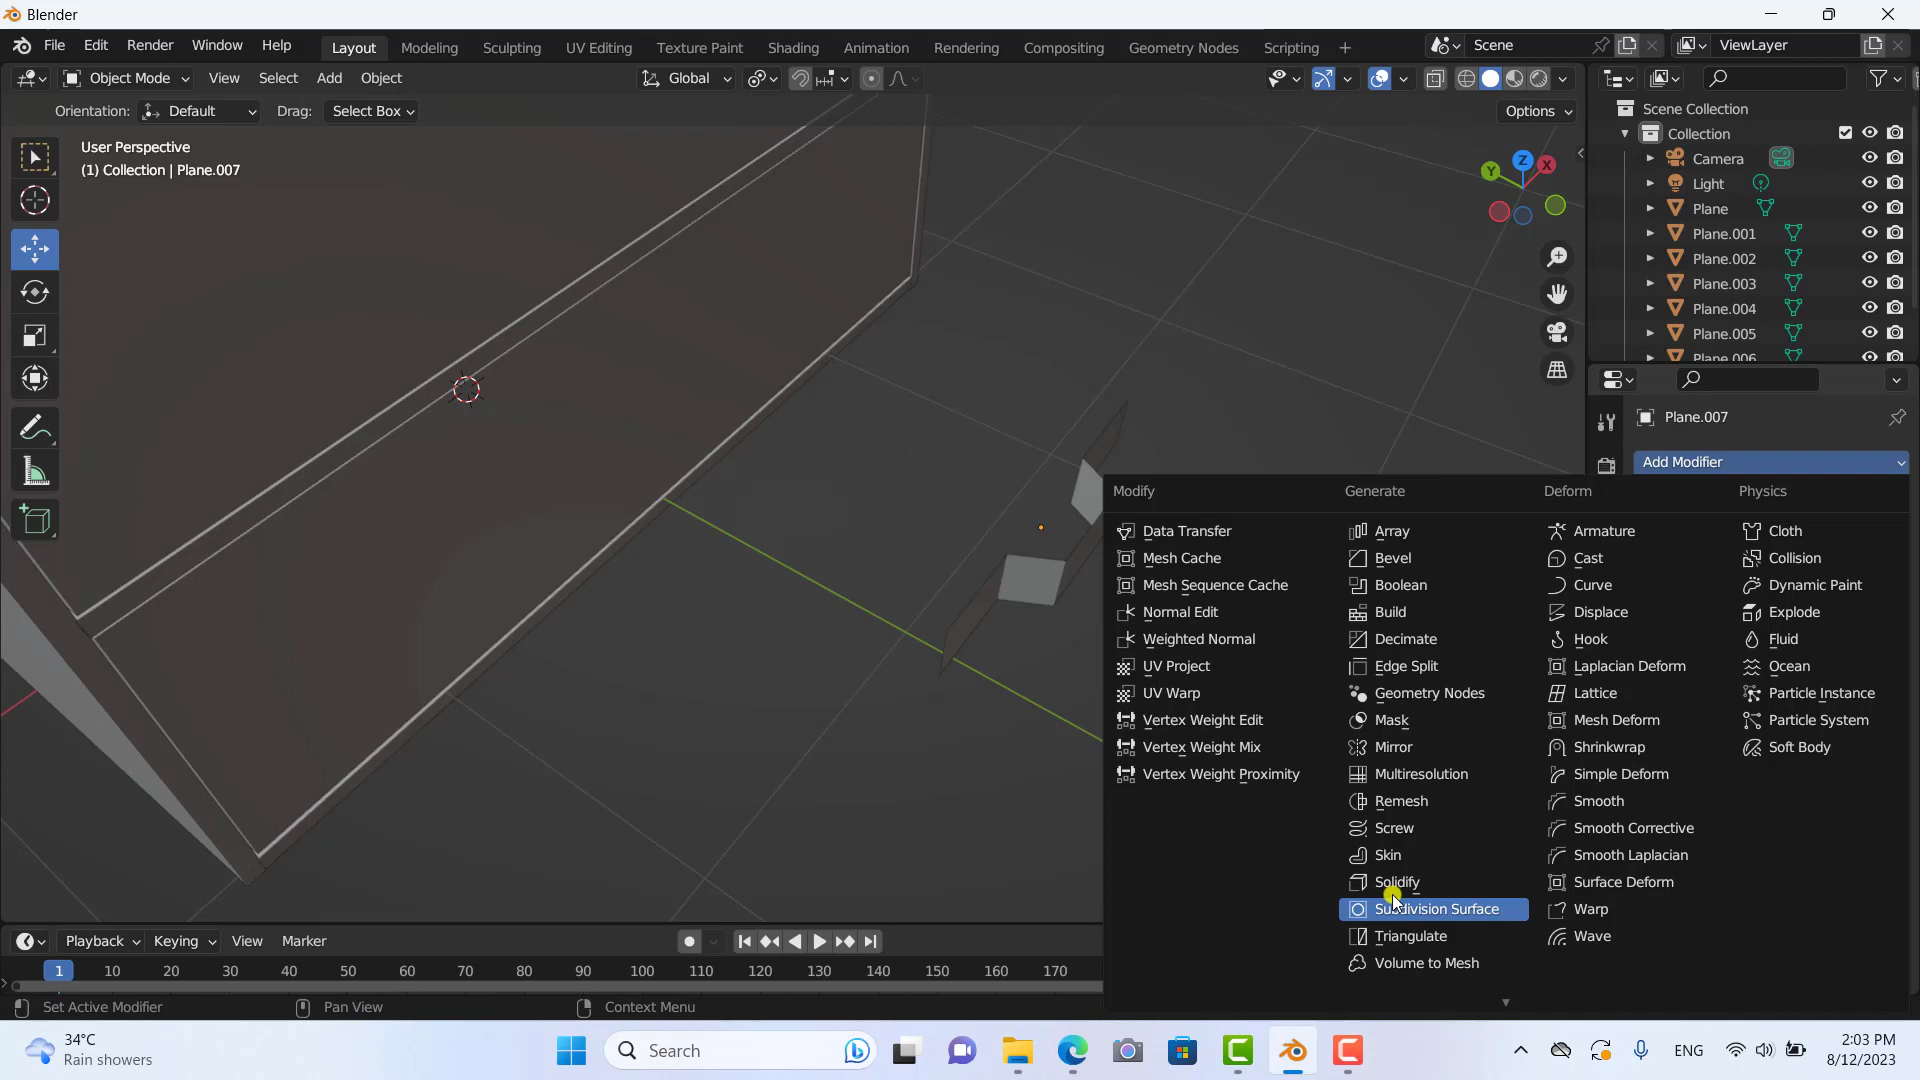 Blender
File Edit Render Window Help
Layout Modeling Sculpting UV Editing Texture Paint Shading Animation Rendering Compositing Geometry Nodes Scripting +
Scene
ViewLayer
Object Mode View Select Add Object
Global
Orientation: Default Drag: Select Box
Options
User Perspective
(1) Collection | Plane.007
Z
Y
X
Scene Collection
Collection
Camera
Light
Plane
Plane.001
Plane.002
Plane.003
Plane.004
Plane.005
Plane.006
Plane.007
Add Modifier
Modify
Data Transfer
Mesh Cache
Mesh Sequence Cache
Normal Edit
Weighted Normal
UV Project
UV Warp
Vertex Weight Edit
Vertex Weight Mix
Vertex Weight Proximity
Generate
Array
Bevel
Boolean
Build
Decimate
Edge Split
Geometry Nodes
Mask
Mirror
Multiresolution
Remesh
Screw
Skin
Solidify
Subdivision Surface
Triangulate
Volume to Mesh
Deform
Armature
Cast
Curve
Displace
Hook
Laplacian Deform
Lattice
Mesh Deform
Shrinkwrap
Simple Deform
Smooth
Smooth Corrective
Smooth Laplacian
Surface Deform
Warp
Wave
Physics
Cloth
Collision
Dynamic Paint
Explode
Fluid
Ocean
Particle Instance
Particle System
Soft Body
Playback Keying View Marker
1 10 20 30 40 50 60 70 80 90 100 110 120 130 140 150 160 170
Set Active Modifier Pan View Context Menu
34°C
Rain showers
Search
ENG
2:03 PM
8/12/2023